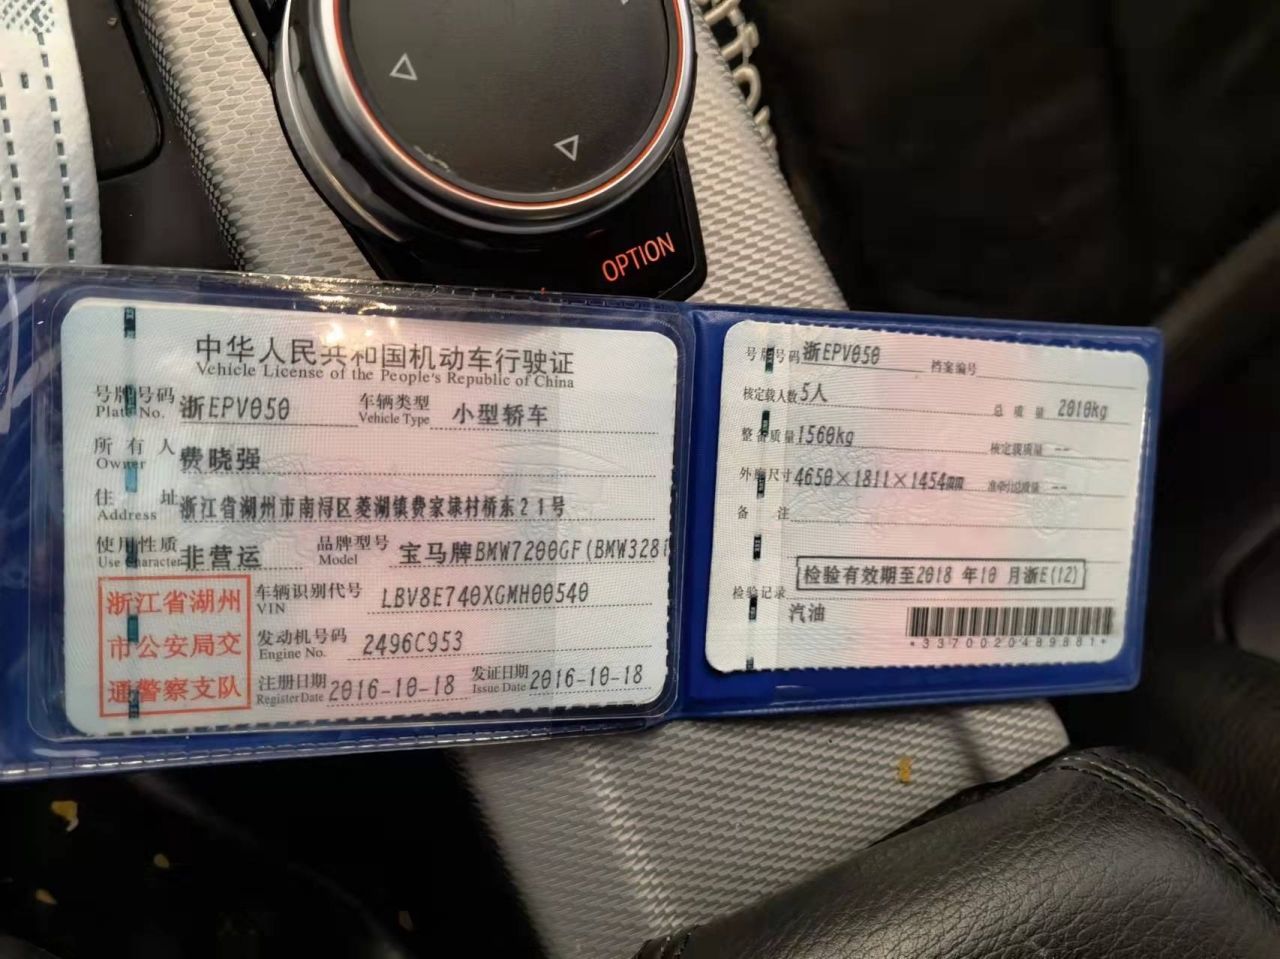 OPTION
中华人民共和国机动车行驶证
Vehicle License of the People's Republic of China
号牌号码 浙EPV050 车辆类型 小型轿车
Plate No. Vehicle Type
所有人 费晓强
Owner
住址 浙江省湖州市南浔区菱湖镇费家埭村桥东21号
Address
使用性质 非营运 品牌型号 宝马牌BMW7200GF(BMW328i
Use Character Model
浙江省湖州
市公安局交
通警察支队
车辆识别代号 LBV8E740XGMH00540
VIN
发动机号码 2496C953
Engine No.
注册日期 2016-10-18 发证日期 2016-10-18
Register Date Issue Date
号牌号码 浙EPV050 档案编号
核定载人数 5人 总质量 2010kg
整备质量 1560kg 核定载质量 --
外廓尺寸 4650×1811×1454mm 准牵引总质量 --
备注
检验有效期至2018 年10 月浙E(12)
检验记录
汽油
*3370020489881*